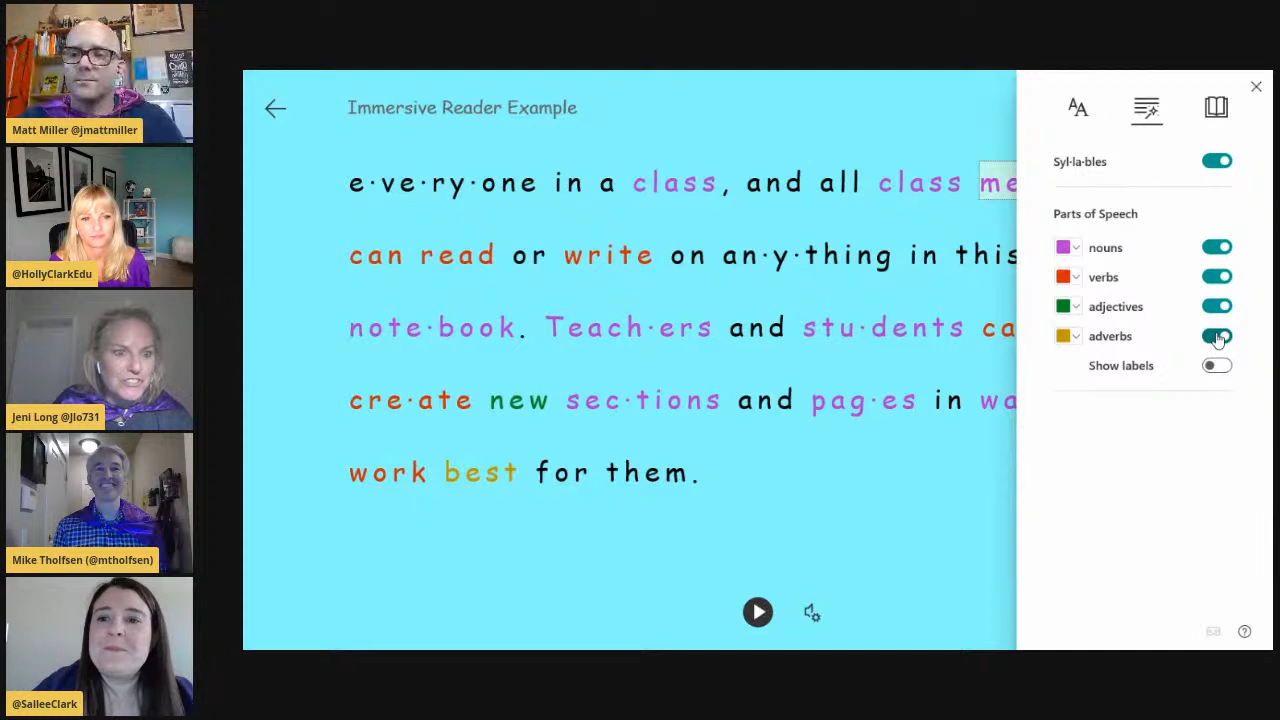 Matt Miller @jmattmiller
@HollyClarkEdu
Jeni Long @Jlo731
Mike Tholfsen (@mtholfsen)
@SalleeClark
Immersive Reader Example
e·ve·ry·one in a class, and all class me
can read or write on an·y·thing in this
note·book. Teach·ers and stu·dents ca
cre·ate new sec·tions and pag·es in wa
work best for them.
Syl·la·bles
Parts of Speech
nouns
verbs
adjectives
adverbs
Show labels